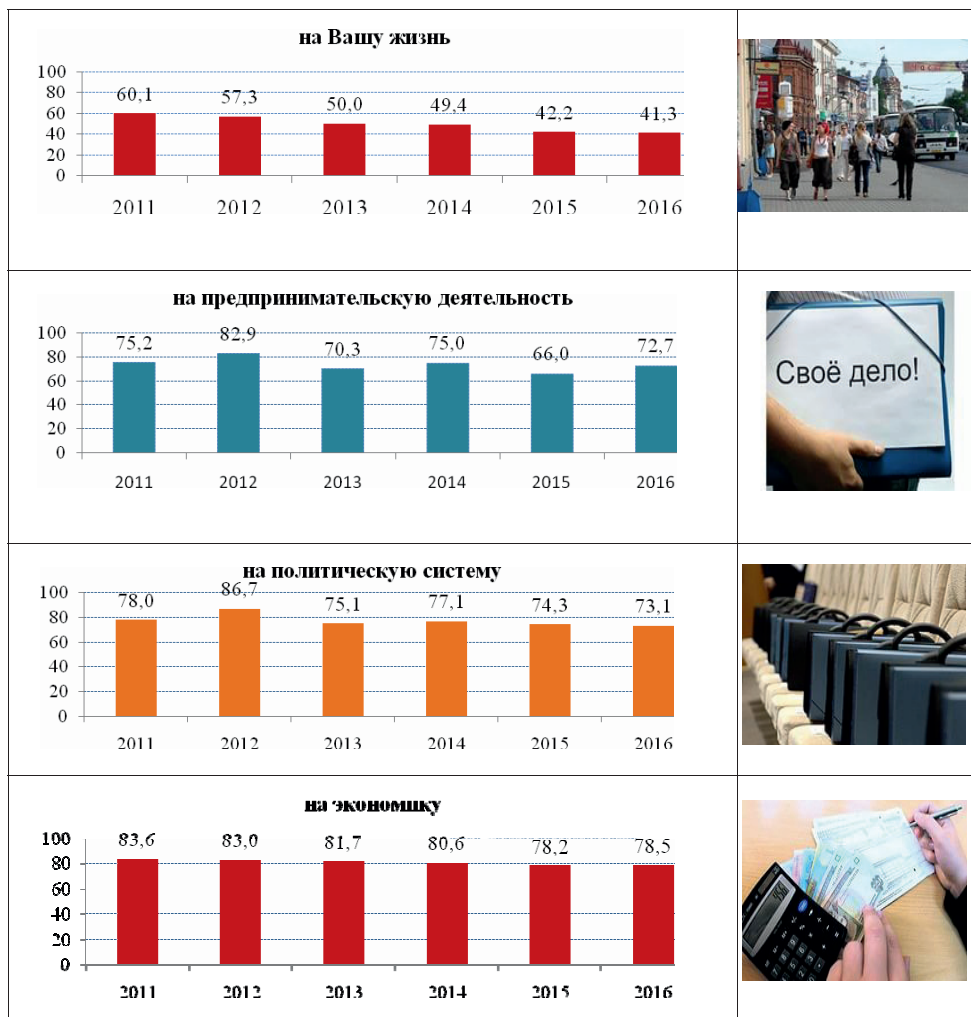 на Вашу жизнь
100
80
60
40
20
0
60,1 57,3 50,0 49,4 42,2 41,3
2011 2012 2013 2014 2015 2016
на предпринимательскую деятельность
100
80
60
40
20
0
75,2 82,9 70,3 75,0 66,0 72,7
2011 2012 2013 2014 2015 2016
Своё дело!
на политическую систему
100
80
60
40
20
0
78,0 86,7 75,1 77,1 74,3 73,1
2011 2012 2013 2014 2015 2016
на экономику
100
80
60
40
20
0
83,6 83,0 81,7 80,6 78,2 78,5
2011 2012 2013 2014 2015 2016